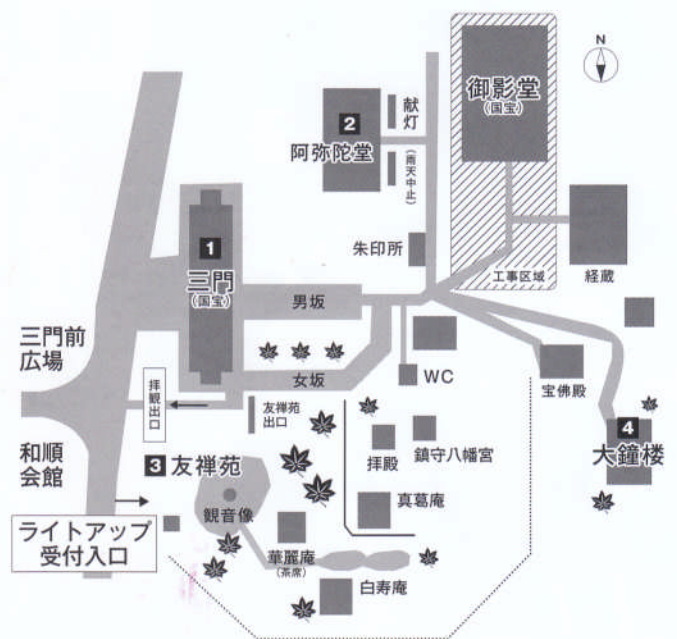 N
御影堂
(国宝)
2
阿弥陀堂
献灯
(雨天中止)
1
三門
(国宝)
朱印所
工事区域
経蔵
男坂
三門前
広場
女坂
WC
宝佛殿
拝観出口
友禅苑
出口
4
大鐘楼
和順
会館
3 友禅苑
拝殿
鎮守八幡宮
観音像
真葛庵
ライトアップ
受付入口
華麗庵
(茶席)
白寿庵